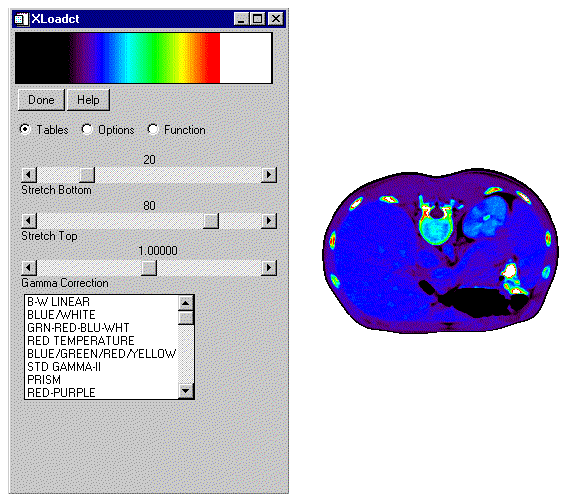 XLoadct
Done Help
Tables Options Function
20
Stretch Bottom
80
Stretch Top
1.00000
Gamma Correction
B-W LINEAR
BLUE/WHITE
GRN-RED-BLU-WHT
RED TEMPERATURE
BLUE/GREEN/RED/YELLOW
STD GAMMA-II
PRISM
RED-PURPLE